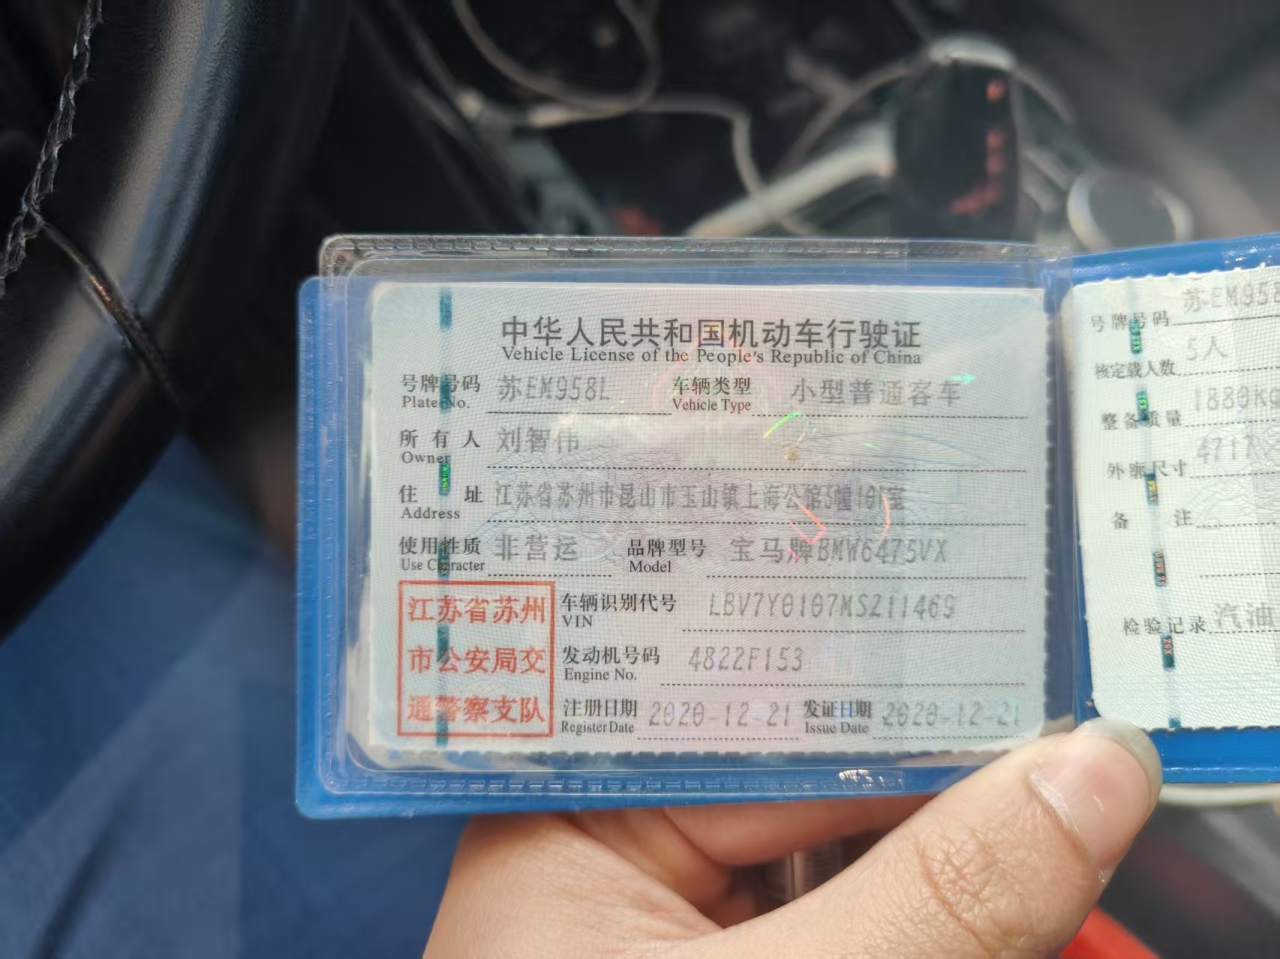 中华人民共和国机动车行驶证
Vehicle License of the People's Republic of China
号牌号码 苏EM958L 车辆类型 小型普通客车
Plate No. Vehicle Type
所有人 刘智伟
Owner
住址 江苏省苏州市昆山市玉山镇上海公馆5幢101室
Address
使用性质 非营运 品牌型号 宝马牌BMW6475VX
Use Character Model
江苏省苏州
市公安局交
通警察支队
车辆识别代号 LBV7Y0107MSZ11469
VIN
发动机号码 4822F153
Engine No.
注册日期 2020-12-21 发证日期 2020-12-21
Register Date Issue Date
号牌号码 苏EM958
核定载人数 5人
整备质量 1880kg
外廓尺寸 4717X
备注
检验记录 汽油